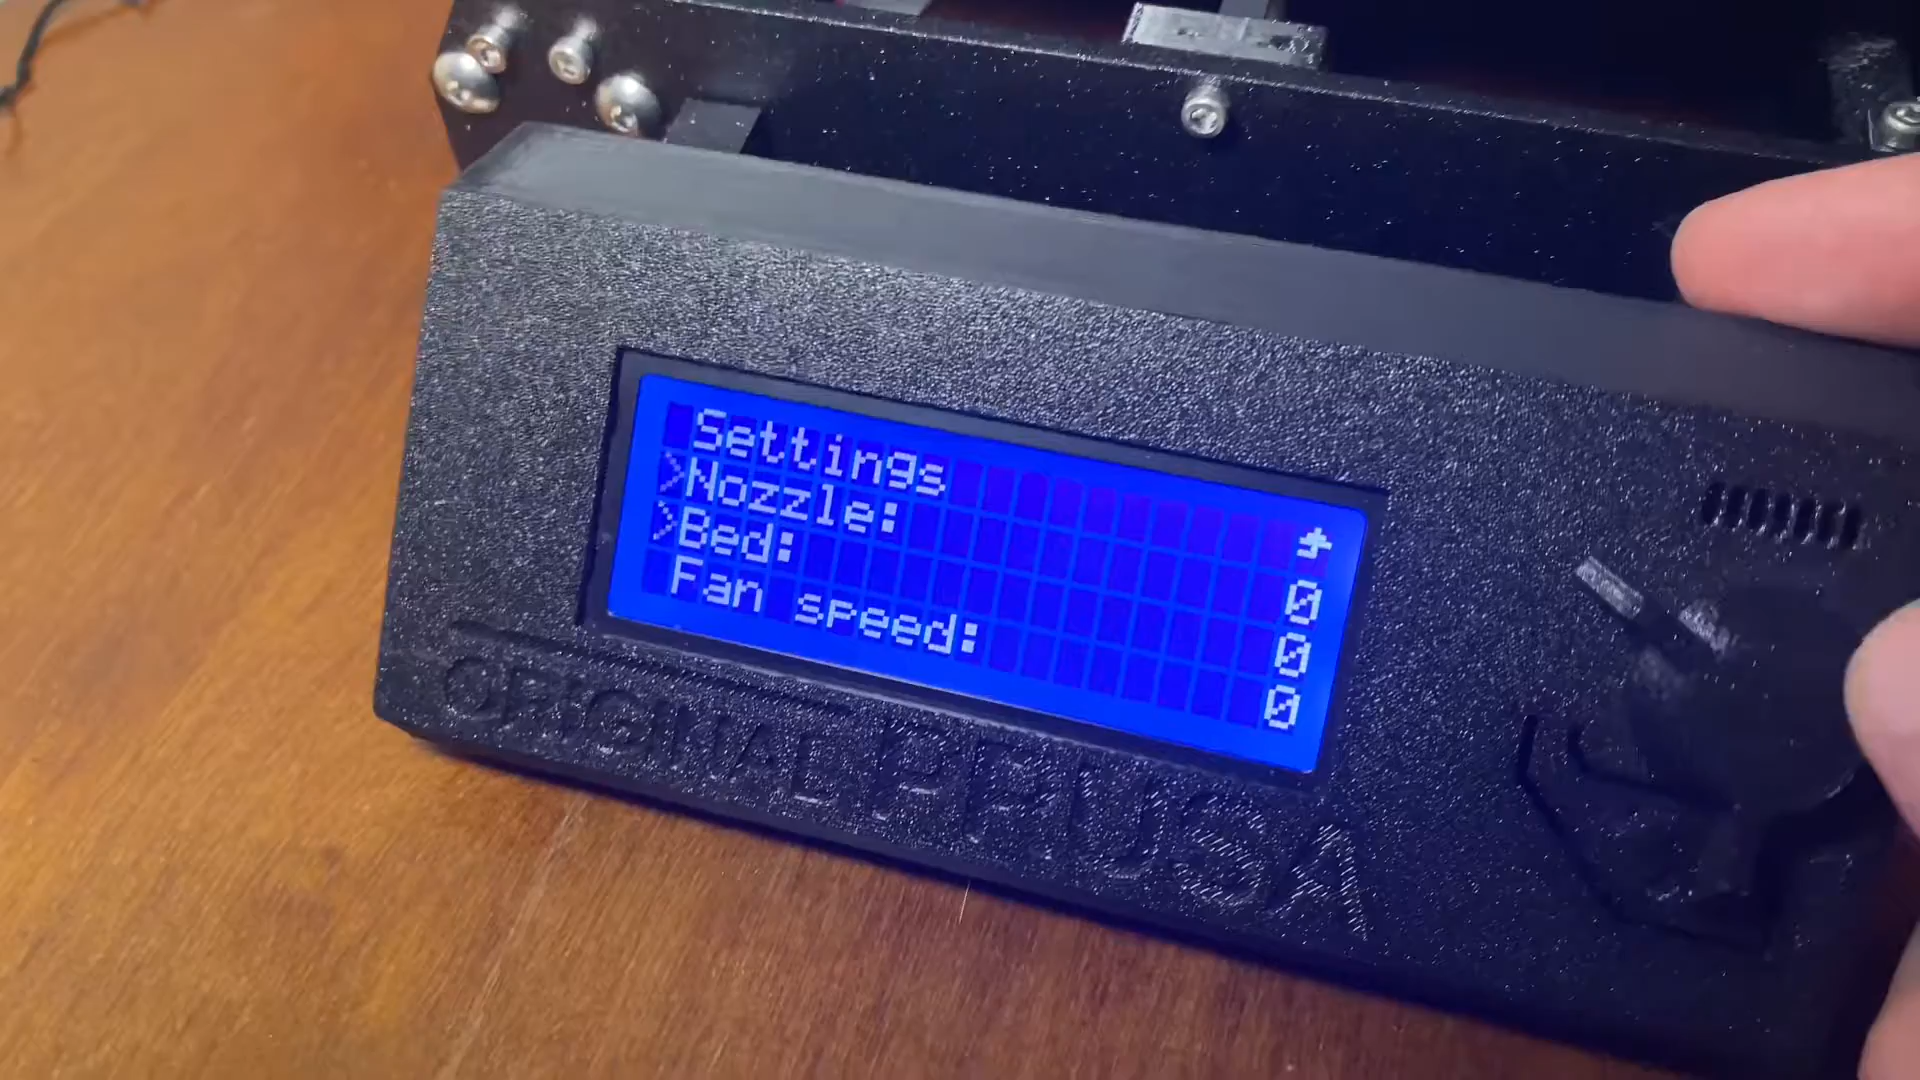 Settings ⬏
>Nozzle: 0
>Bed: 0
Fan speed: 0
ORIGINAL PRUSA